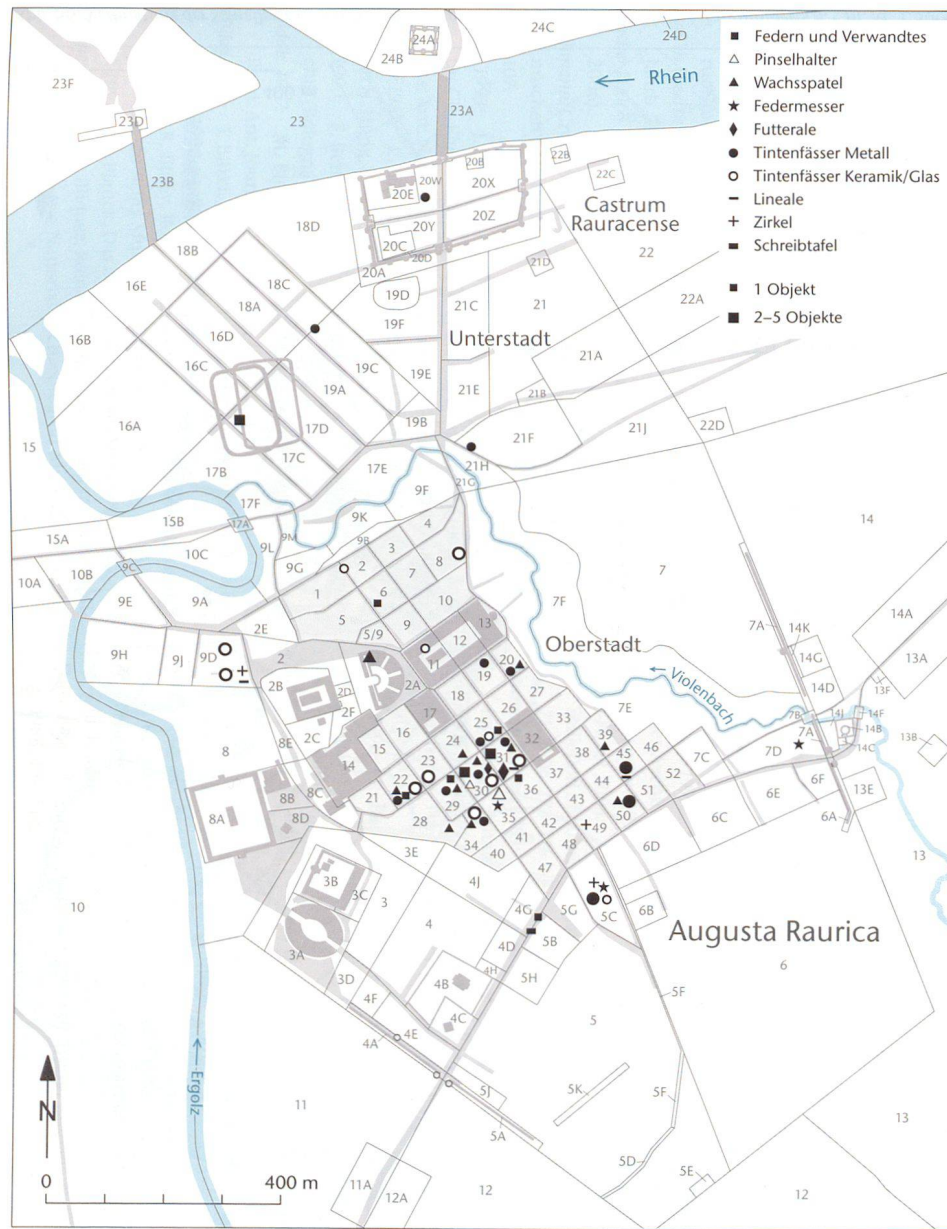 24C
24D
24A
24B
23F
Federn und Verwandtes
Pinselhalter
Wachsspatel
Federmesser
Futterale
Tintenfässer Metall
Tintenfässer Keramik/Glas
Lineale
Zirkel
Schreibtafel
1 Objekt
2–5 Objekte
← Rhein
23D
23
23A
23B
20B
22B
22C
20W
20E
20X
Castrum
Rauracense
20Y
20Z
20C
20D
20A
18D
18B
18C
18A
16E
16B
16D
16C
16A
19D
19F
19C
19E
19A
19B
21D
21C
21
22
22A
Unterstadt
21A
21E
21B
21F
21J
22D
21H
21G
15
17D
17C
17B
17E
17F
17A
15B
15A
10C
10B
10A
9C
9E
9A
9L
9M
9G
9K
9B
9F
4
3
2
8
7
6
1
5
5/9
9
10
14
7
7F
Oberstadt
Violenbach
7A
14K
14G
14D
14A
13A
13F
14J
14F
14B
14C
7B
7A
7D
13B
13E
6F
6A
2E
9H
9J
9D
2
2B
2D
2F
2C
2A
11
12
13
19
20
18
17
27
26
25
7E
33
32
39
38
45
46
7C
8
8E
8C
14
15
16
24
23
22
21
31
30
29
28
37
36
35
34
44
43
42
41
40
52
51
50
49
48
47
6E
6C
6D
6B
8A
8B
8D
3E
3B
3C
3
3A
3D
4F
4J
4
4G
5G
5C
4D
5B
4H
5H
4B
4C
4E
4A
Augusta Raurica
6
13
10
5
5F
5J
5K
5F
5A
5D
5E
Ergolz
N
11
11A
12A
12
12
13
0
400 m